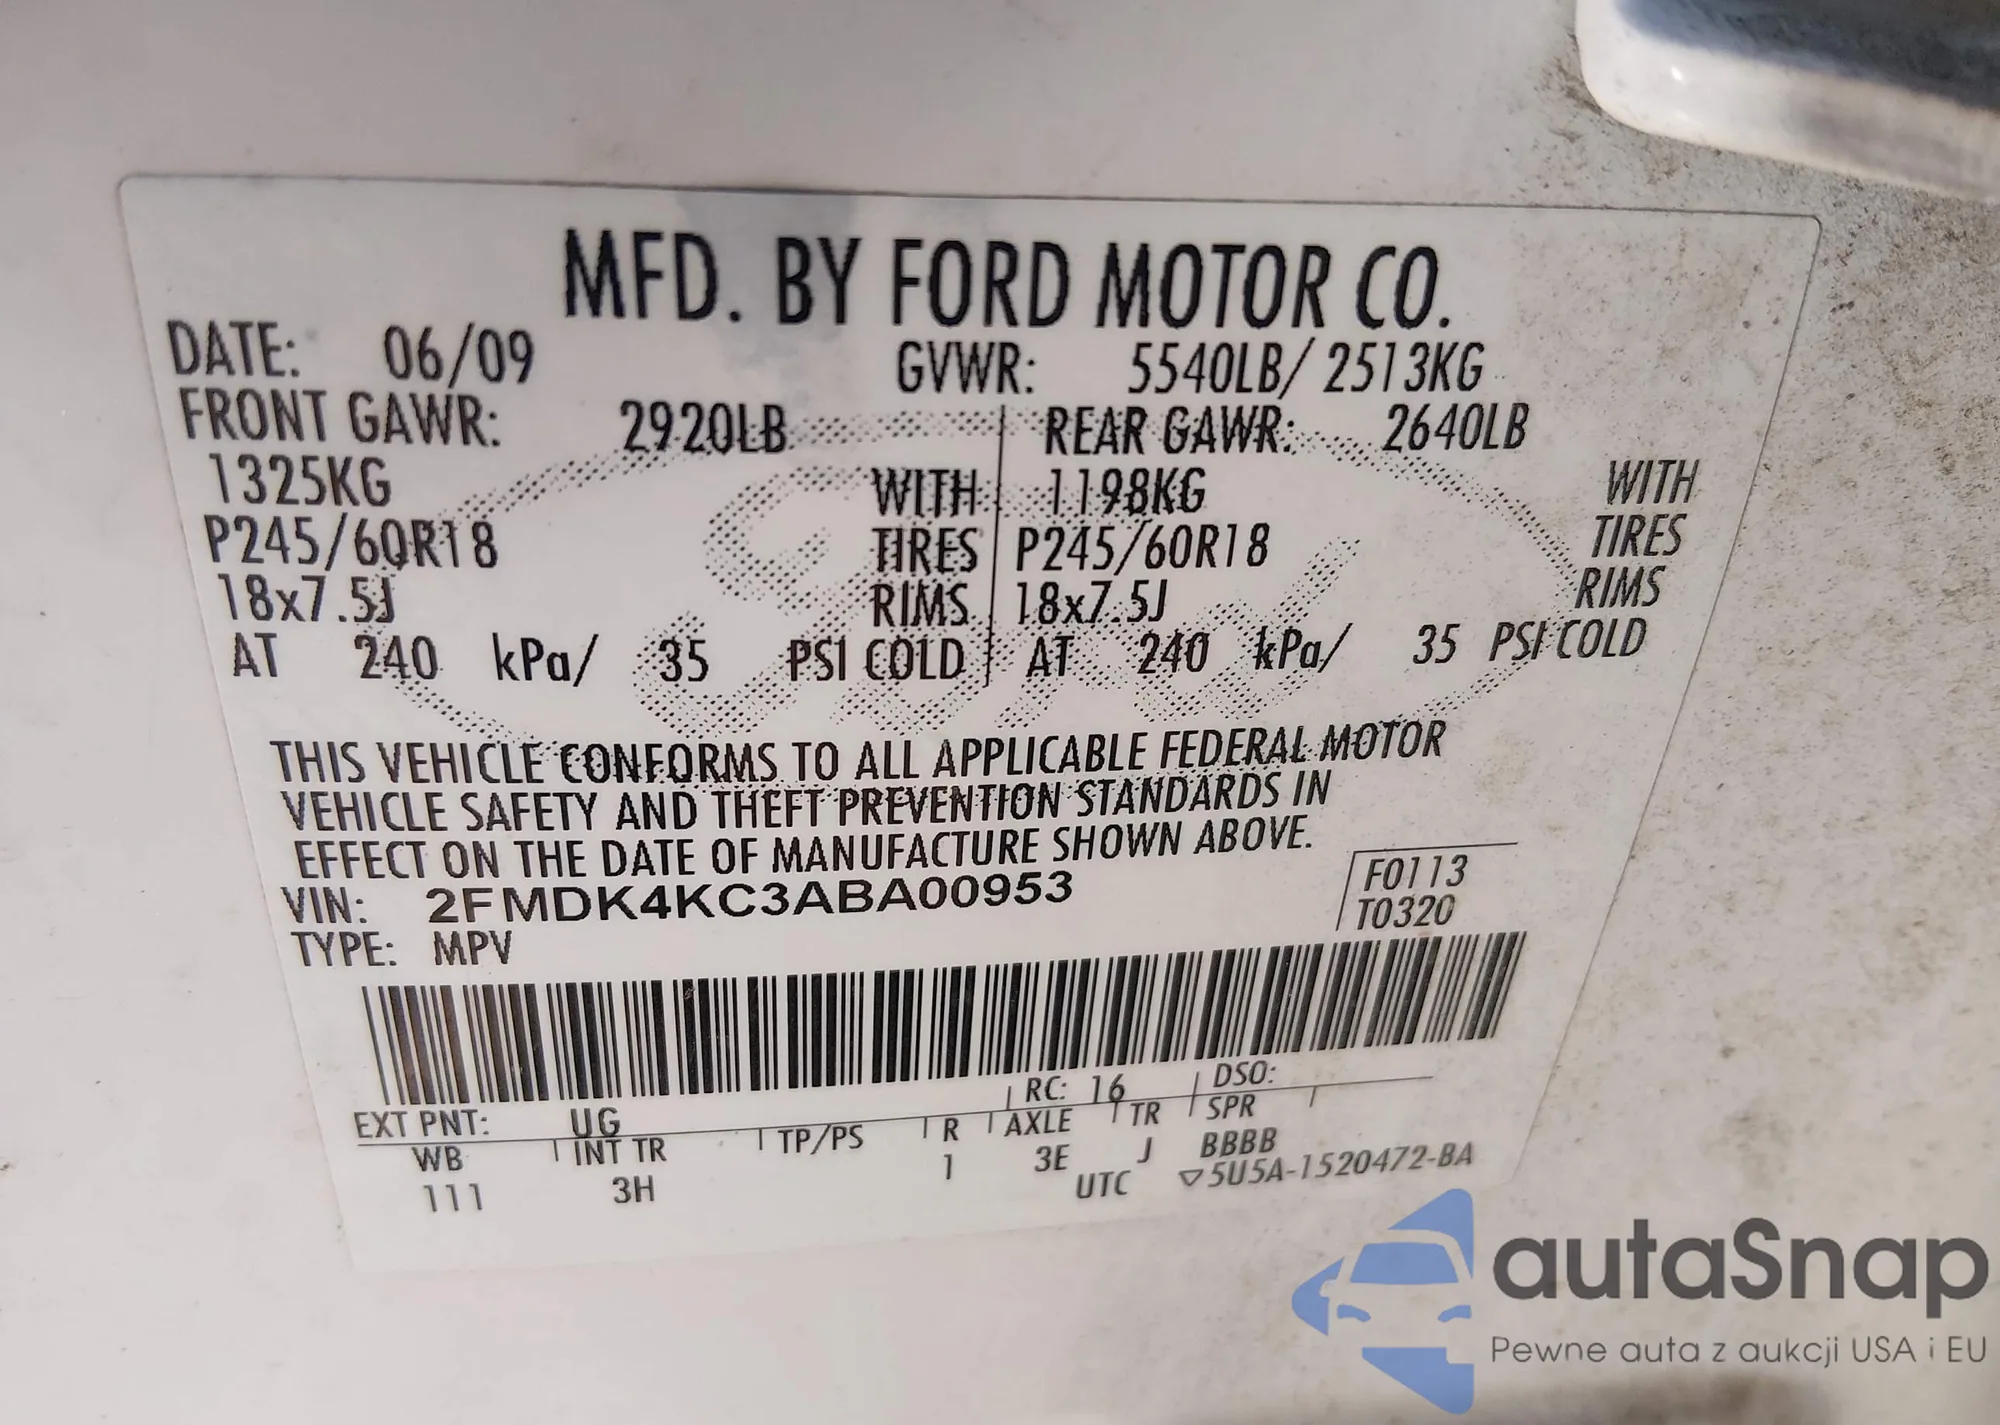 MFD. BY FORD MOTOR CO.
DATE: 06/09 GVWR: 5540LB/ 2513KG
FRONT GAWR: 2920LB REAR GAWR: 2640LB
1325KG WITH 1198KG WITH
P245/60R18 TIRES P245/60R18 TIRES
18x7.5J RIMS 18x7.5J RIMS
AT 240 kPa/ 35 PSI COLD AT 240 kPa/ 35 PSI COLD
THIS VEHICLE CONFORMS TO ALL APPLICABLE FEDERAL MOTOR
VEHICLE SAFETY AND THEFT PREVENTION STANDARDS IN
EFFECT ON THE DATE OF MANUFACTURE SHOWN ABOVE.
VIN: 2FMDK4KC3ABA00953 F0113
TYPE: MPV T0320
EXT PNT: UG RC: 16 DSO:
WB INT TR TP/PS R AXLE TR SPR
111 3H 1 3E J BBBB
UTC ▽5U5A-1520472-BA
autaSnap
Pewne auta z aukcji USA i EU